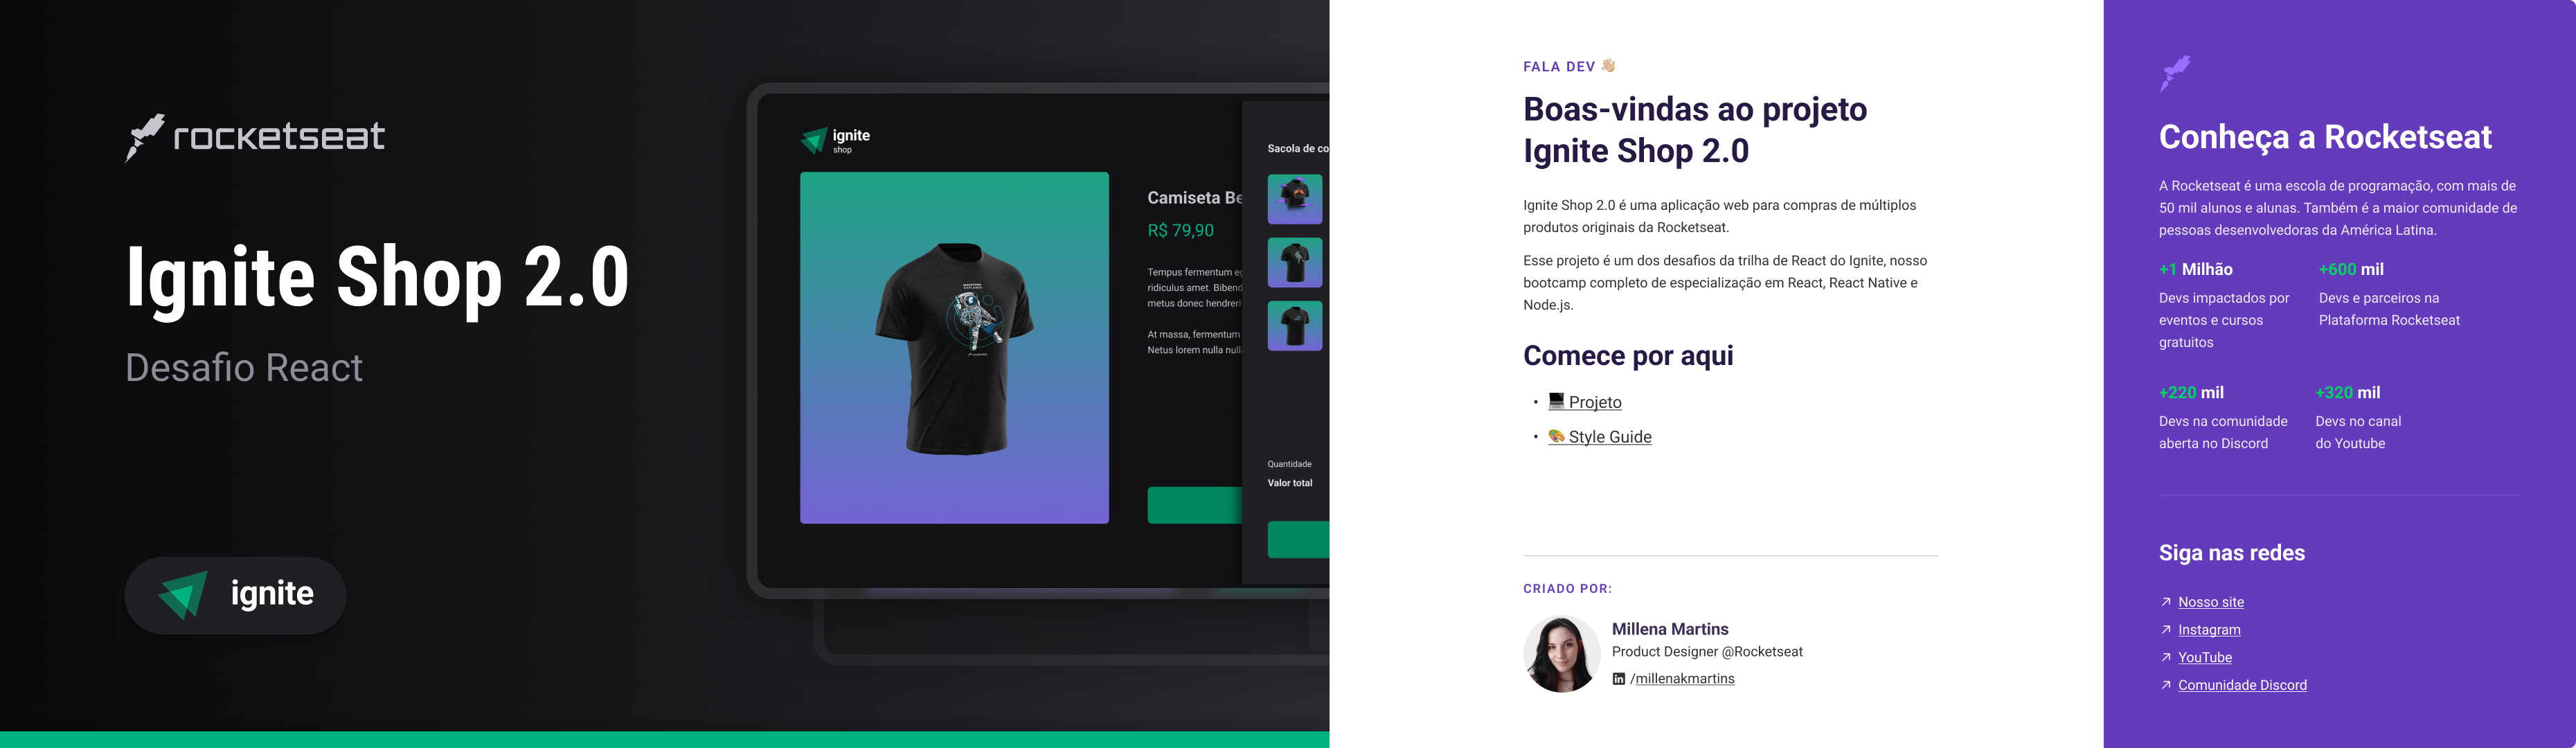 rocketseat
Ignite Shop 2.0
Desafio React
ignite
ignite
shop
Camiseta
R$ 79,90
Tempus fermentum
ridiculus amet.
metus donec
At massa, fermentum
Netus lorem nulla
Sacola de
Quantidade
Valor total
FALA DEV 👋🏼
Boas-vindas ao projeto
Ignite Shop 2.0
Ignite Shop 2.0 é uma aplicação web para compras de múltiplos
produtos originais da Rocketseat.
Esse projeto é um dos desafios da trilha de React do Ignite, nosso
bootcamp completo de especialização em React, React Native e
Node.js.
Comece por aqui
• 💻 Projeto
• 🎨 Style Guide
CRIADO POR:
Millena Martins
Product Designer @Rocketseat
in /millenakmartins
Conheça a Rocketseat
A Rocketseat é uma escola de programação, com mais de
50 mil alunos e alunas. Também é a maior comunidade de
pessoas desenvolvedoras da América Latina.
+1 Milhão
Devs impactados por
eventos e cursos
gratuitos
+600 mil
Devs e parceiros na
Plataforma Rocketseat
+220 mil
Devs na comunidade
aberta no Discord
+320 mil
Devs no canal
do Youtube
Siga nas redes
Nosso site
Instagram
YouTube
Comunidade Discord